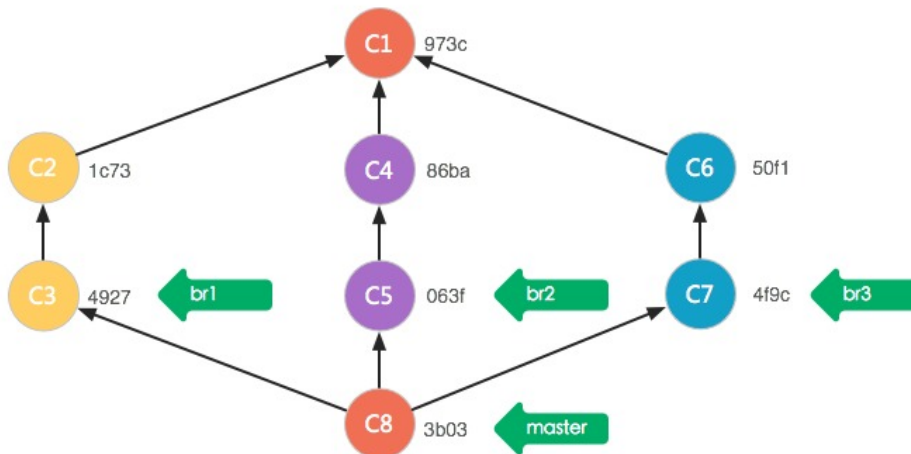 C1 973c
C2 1c73
C4 86ba
C6 50f1
C3 4927 br1
C5 063f br2
C7 4f9c br3
C8 3b03 master